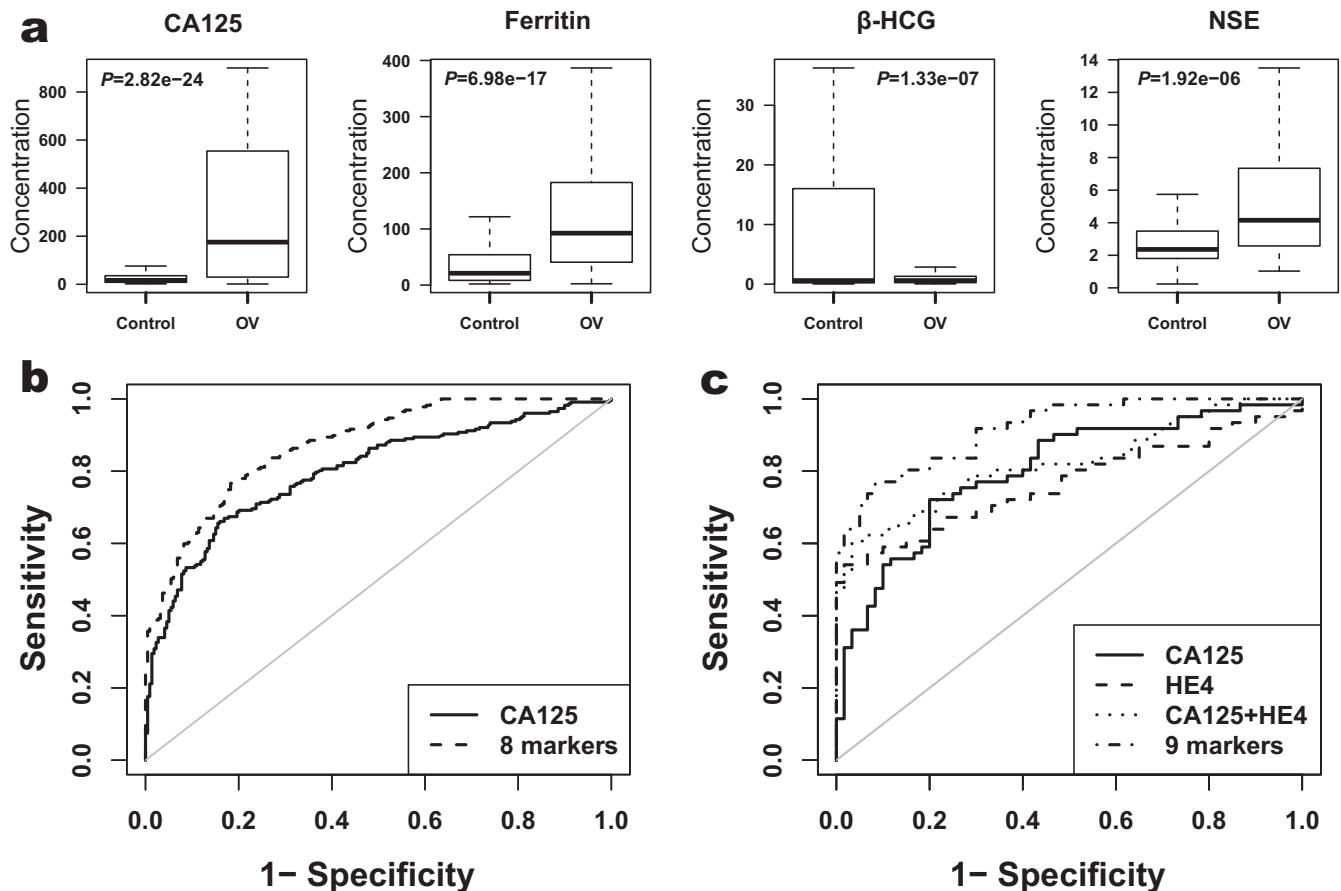 a
CA125
Ferritin
β-HCG
NSE
P=2.82e−24
P=6.98e−17
P=1.33e−07
P=1.92e−06
Concentration
0
200
400
600
800
Control
OV
Concentration
0
100
200
300
400
Control
OV
Concentration
0
10
20
30
Control
OV
Concentration
0
2
4
6
8
10
12
14
Control
OV
b
Sensitivity
0.0
0.2
0.4
0.6
0.8
1.0
CA125
8 markers
0.0 0.2 0.4 0.6 0.8 1.0
1− Specificity
c
Sensitivity
0.0
0.2
0.4
0.6
0.8
1.0
CA125
HE4
CA125+HE4
9 markers
0.0 0.2 0.4 0.6 0.8 1.0
1− Specificity